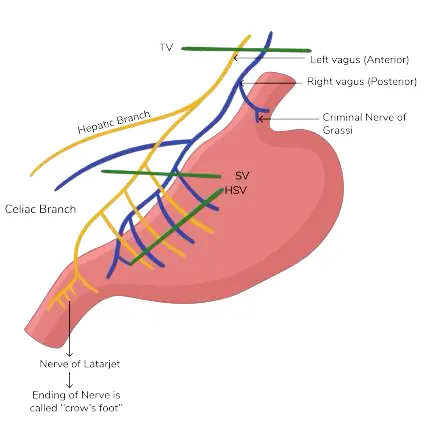 TV
Left vagus (Anterior)
Right vagus (Posterior)
Hepatic Branch
Criminal Nerve of
Grassi
SV
HSV
Celiac Branch
Nerve of Latarjet
Ending of Nerve is
called “crow’s foot”